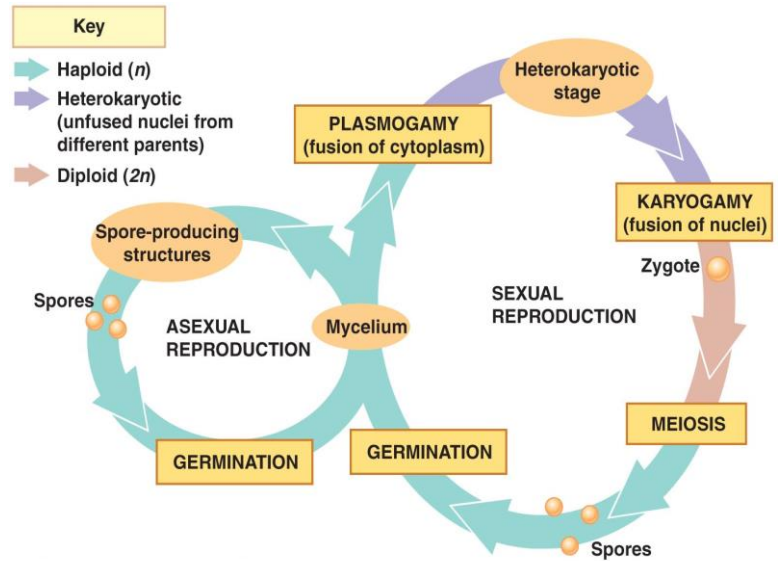 Key
Haploid (n)
Heterokaryotic
(unfused nuclei from
different parents)
Diploid (2n)
Heterokaryotic
stage
PLASMOGAMY
(fusion of cytoplasm)
KARYOGAMY
(fusion of nuclei)
Zygote
Spore-producing
structures
Spores
ASEXUAL
REPRODUCTION
Mycelium
SEXUAL
REPRODUCTION
MEIOSIS
GERMINATION
GERMINATION
Spores